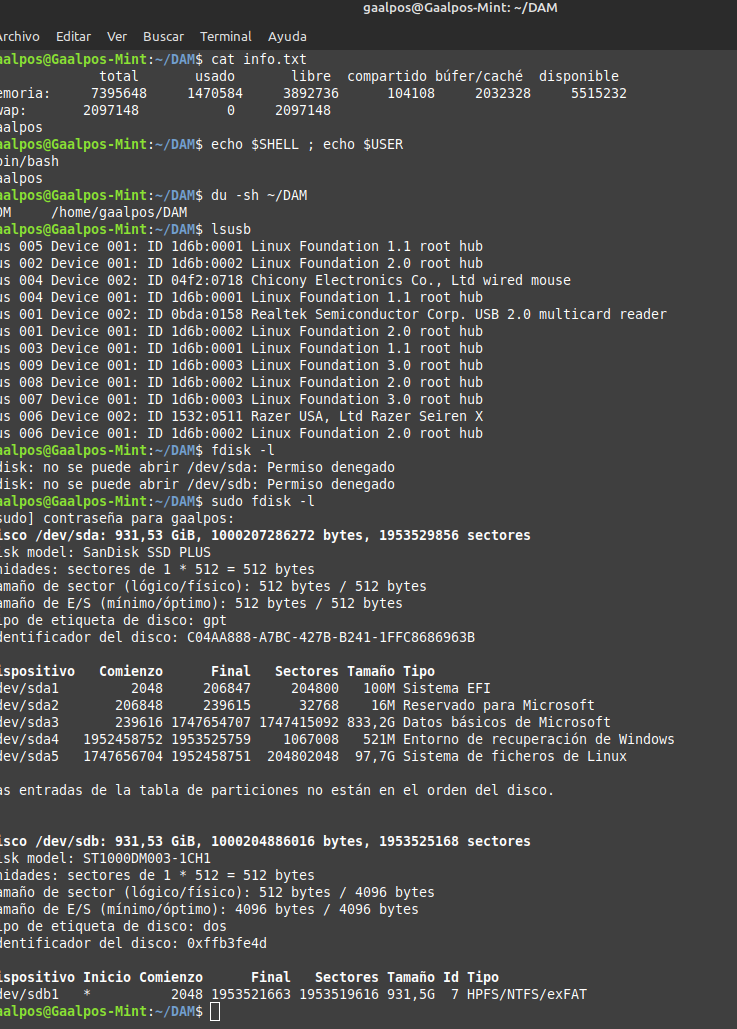 gaalpos@Gaalpos-Mint: ~/DAM
Archivo Editar Ver Buscar Terminal Ayuda
aalpos@Gaalpos-Mint:~/DAM$ cat info.txt
total usado libre compartido búfer/caché disponible
emoria: 7395648 1470584 3892736 104108 2032328 5515232
wap: 2097148 0 2097148
aalpos
aalpos@Gaalpos-Mint:~/DAM$ echo $SHELL ; echo $USER
bin/bash
aalpos
aalpos@Gaalpos-Mint:~/DAM$ du -sh ~/DAM
0M /home/gaalpos/DAM
aalpos@Gaalpos-Mint:~/DAM$ lsusb
us 005 Device 001: ID 1d6b:0001 Linux Foundation 1.1 root hub
us 002 Device 001: ID 1d6b:0002 Linux Foundation 2.0 root hub
us 004 Device 002: ID 04f2:0718 Chicony Electronics Co., Ltd wired mouse
us 004 Device 001: ID 1d6b:0001 Linux Foundation 1.1 root hub
us 001 Device 002: ID 0bda:0158 Realtek Semiconductor Corp. USB 2.0 multicard reader
us 001 Device 001: ID 1d6b:0002 Linux Foundation 2.0 root hub
us 003 Device 001: ID 1d6b:0001 Linux Foundation 1.1 root hub
us 009 Device 001: ID 1d6b:0003 Linux Foundation 3.0 root hub
us 008 Device 001: ID 1d6b:0002 Linux Foundation 2.0 root hub
us 007 Device 001: ID 1d6b:0003 Linux Foundation 3.0 root hub
us 006 Device 002: ID 1532:0511 Razer USA, Ltd Razer Seiren X
us 006 Device 001: ID 1d6b:0002 Linux Foundation 2.0 root hub
aalpos@Gaalpos-Mint:~/DAM$ fdisk -l
disk: no se puede abrir /dev/sda: Permiso denegado
disk: no se puede abrir /dev/sdb: Permiso denegado
aalpos@Gaalpos-Mint:~/DAM$ sudo fdisk -l
sudo] contraseña para gaalpos:
isco /dev/sda: 931,53 GiB, 1000207286272 bytes, 1953529856 sectores
isk model: SanDisk SSD PLUS
nidades: sectores de 1 * 512 = 512 bytes
amaño de sector (lógico/físico): 512 bytes / 512 bytes
amaño de E/S (mínimo/óptimo): 512 bytes / 512 bytes
ipo de etiqueta de disco: gpt
dentificador del disco: C04AA888-A7BC-427B-B241-1FFC8686963B
ispositivo Comienzo Final Sectores Tamaño Tipo
dev/sda1 2048 206847 204800 100M Sistema EFI
dev/sda2 206848 239615 32768 16M Reservado para Microsoft
dev/sda3 239616 1747654707 1747415092 833,2G Datos básicos de Microsoft
dev/sda4 1952458752 1953525759 1067008 521M Entorno de recuperación de Windows
dev/sda5 1747656704 1952458751 204802048 97,7G Sistema de ficheros de Linux
as entradas de la tabla de particiones no están en el orden del disco.
isco /dev/sdb: 931,53 GiB, 1000204886016 bytes, 1953525168 sectores
isk model: ST1000DM003-1CH1
nidades: sectores de 1 * 512 = 512 bytes
amaño de sector (lógico/físico): 512 bytes / 4096 bytes
amaño de E/S (mínimo/óptimo): 4096 bytes / 4096 bytes
ipo de etiqueta de disco: dos
dentificador del disco: 0xffb3fe4d
ispositivo Inicio Comienzo Final Sectores Tamaño Id Tipo
dev/sdb1 * 2048 1953521663 1953519616 931,5G 7 HPFS/NTFS/exFAT
aalpos@Gaalpos-Mint:~/DAM$